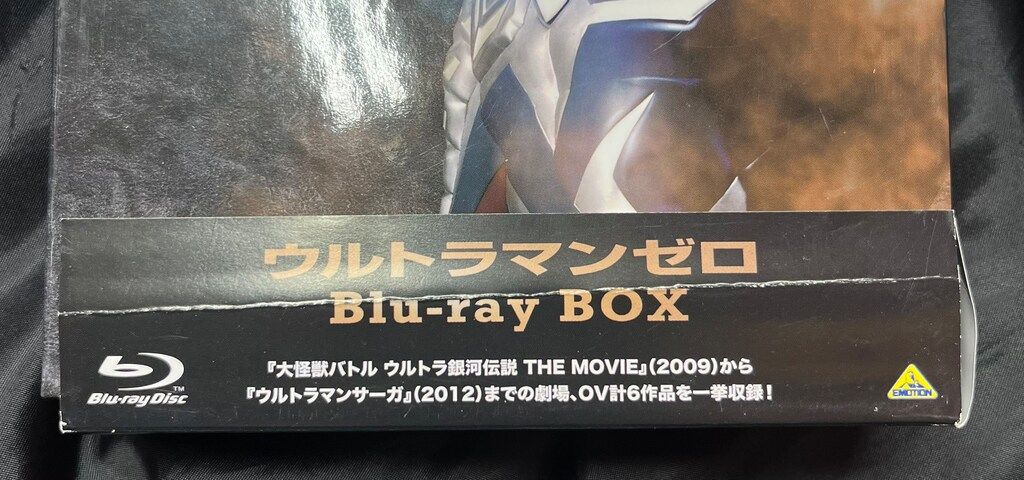 ウルトラマンゼロ
Blu-ray BOX
『大怪獣バトル ウルトラ銀河伝説 THE MOVIE』(2009)から
『ウルトラマンサーガ』(2012)までの劇場、OV計6作品を一挙収録!
Blu-ray Disc
TM
EMOTION